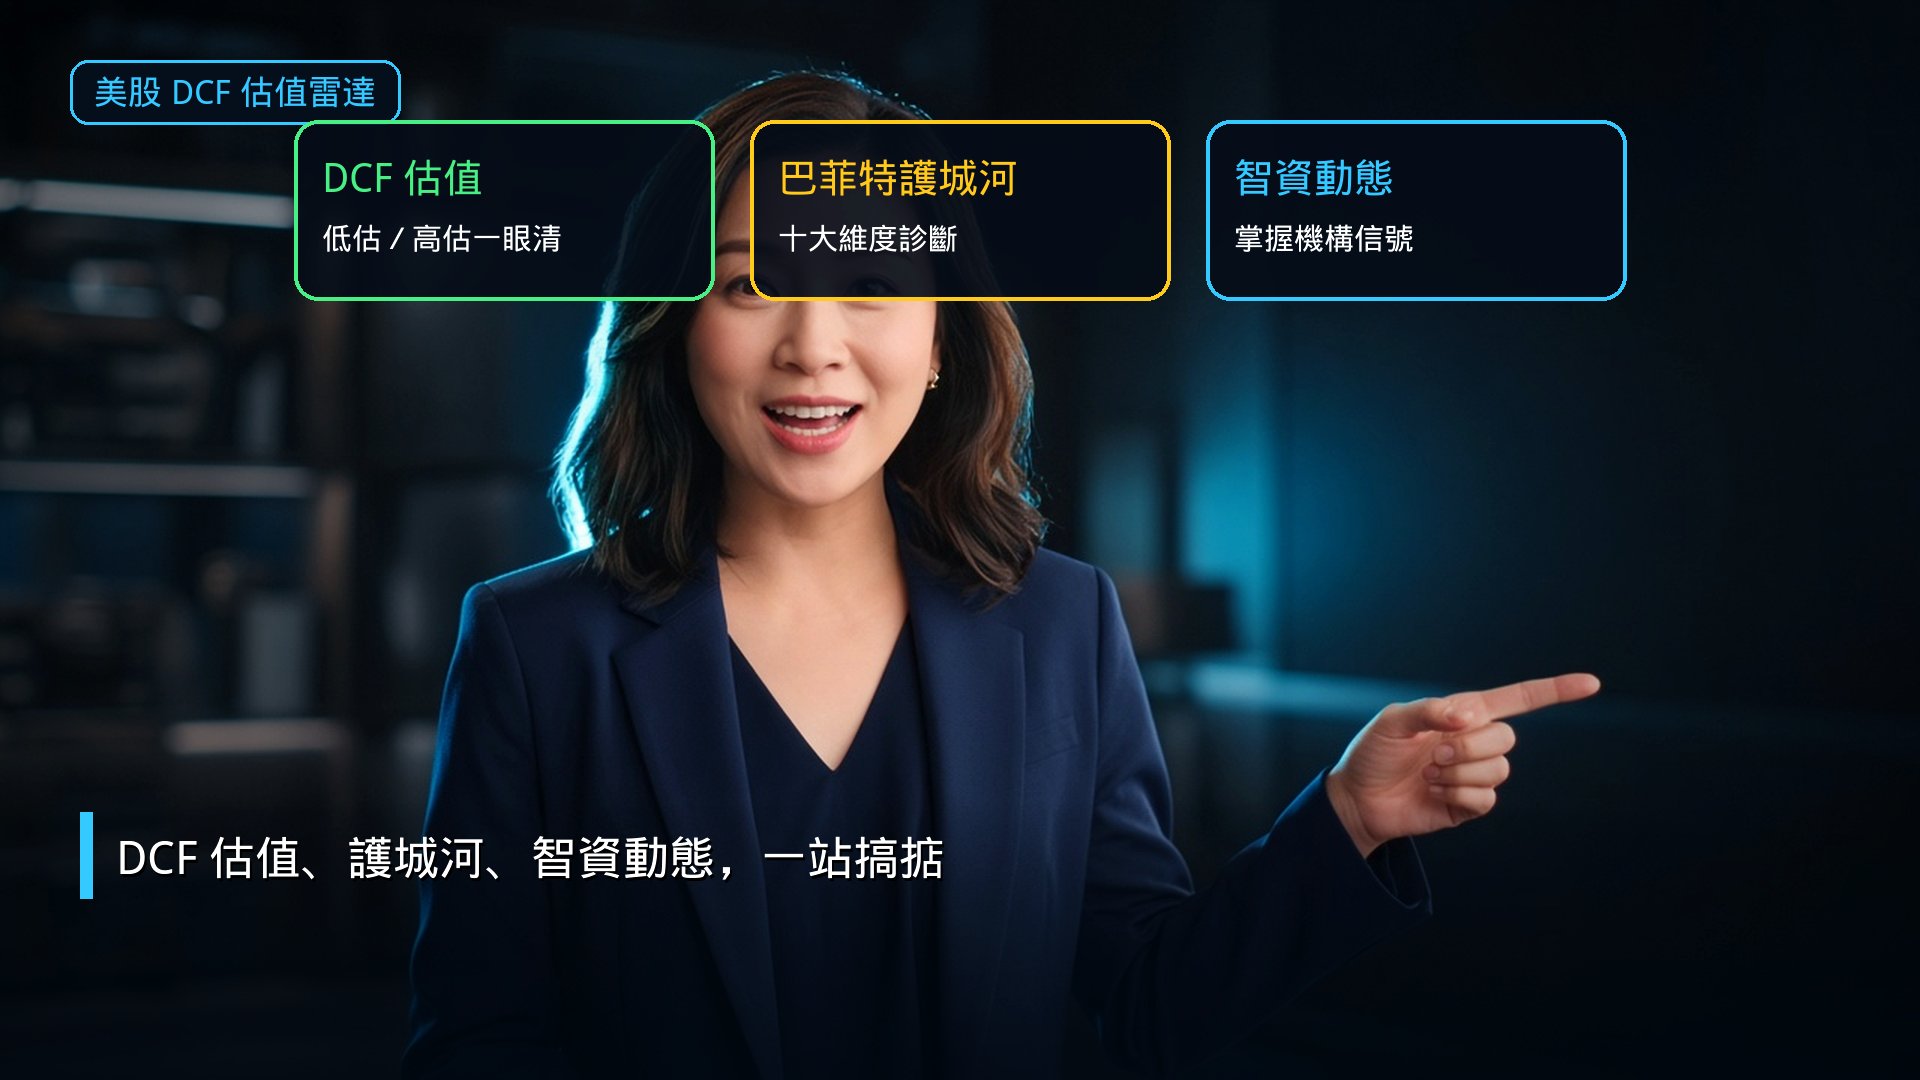 美股 DCF 估值雷達
DCF 估值
低估 / 高估一眼清
巴菲特護城河
十大維度診斷
智資動態
掌握機構信號
DCF 估值、護城河、智資動態，一站搞掂